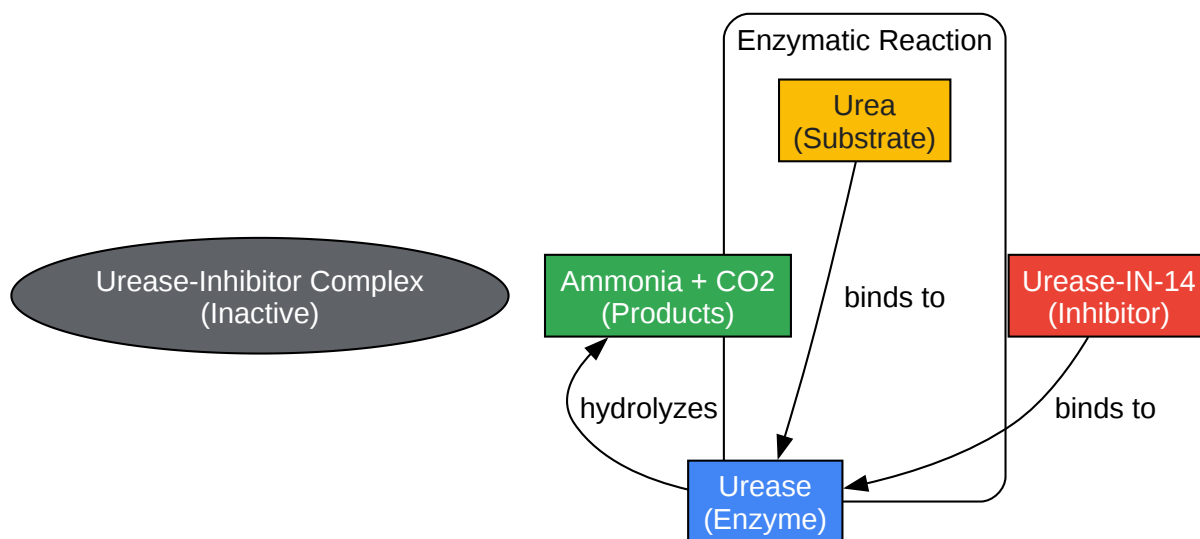 Enzymatic Reaction
Urea
(Substrate)
Urease-Inhibitor Complex
(Inactive)
Ammonia + CO2
(Products)
binds to
Urease-IN-14
(Inhibitor)
hydrolyzes
binds to
Urease
(Enzyme)